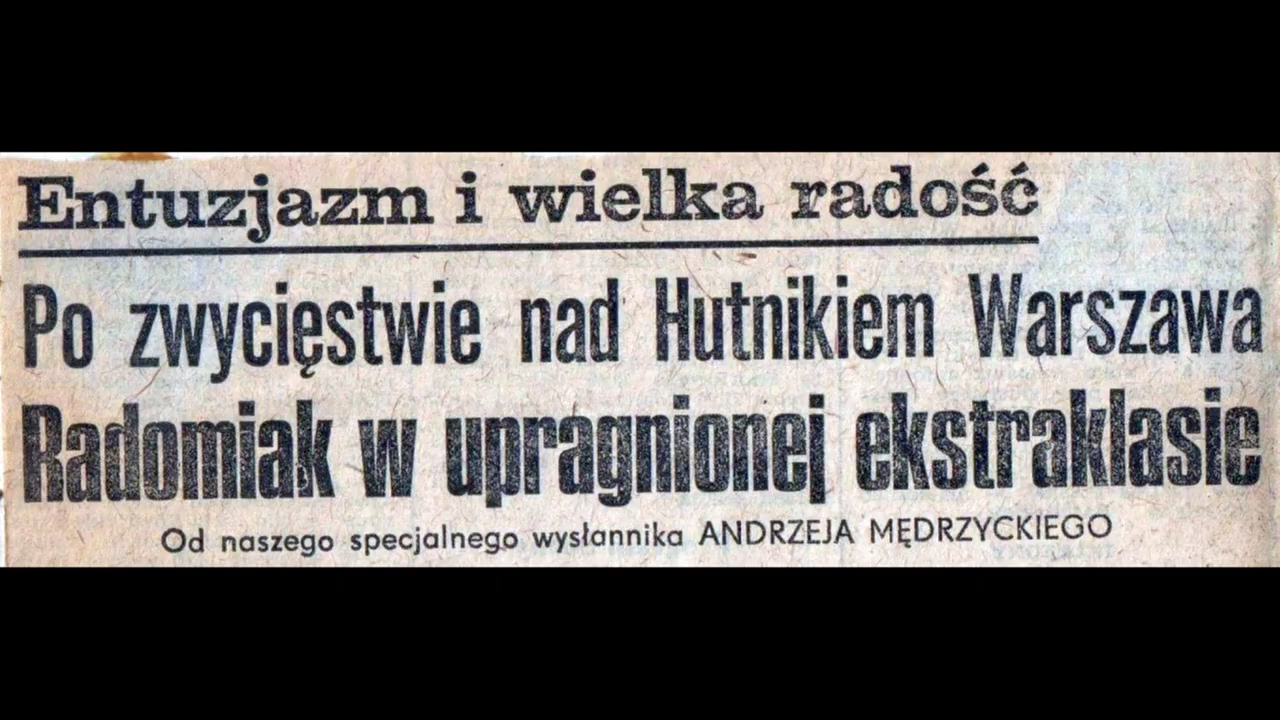 Entuzjazm i wielka radość
Po zwycięstwie nad Hutnikiem Warszawa
Radomiak w upragnionej ekstraklasie
Od naszego specjalnego wysłannika ANDRZEJA MĘDRZYCKIEGO